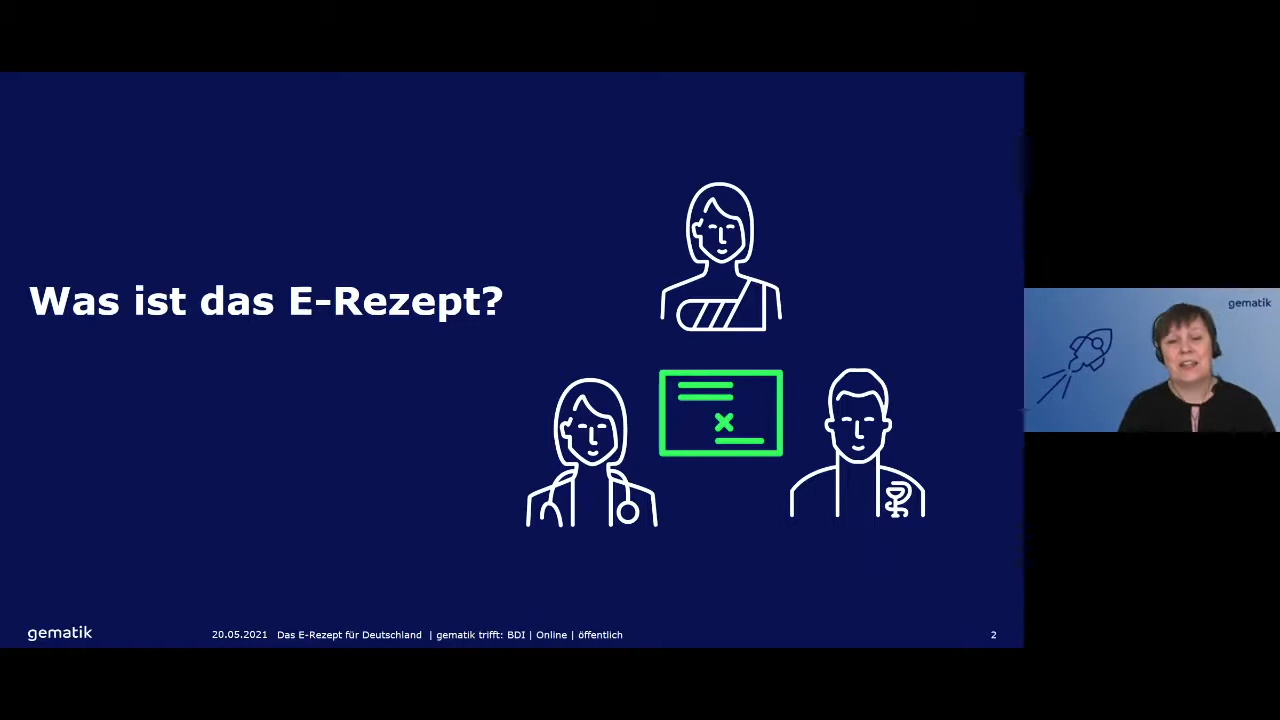 Was ist das E-Rezept?
gematik
gematik
20.05.2021 Das E-Rezept für Deutschland | gematik trifft: BDI | Online | öffentlich
2